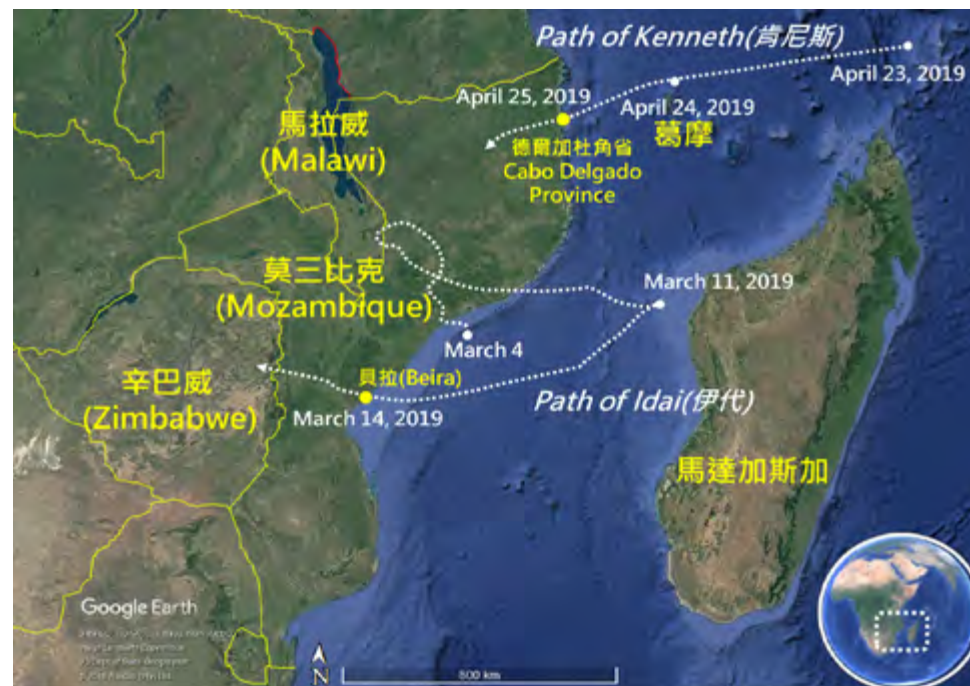 Path of Kenneth(肯尼斯)
April 23, 2019
April 24, 2019
April 25, 2019
葛摩
馬拉威
(Malawi)
德爾加杜角省
Cabo Delgado
Province
莫三比克
(Mozambique)
March 11, 2019
March 4
貝拉(Beira)
March 14, 2019
辛巴威
(Zimbabwe)
Path of Idai(伊代)
馬達加斯加
Google Earth
N